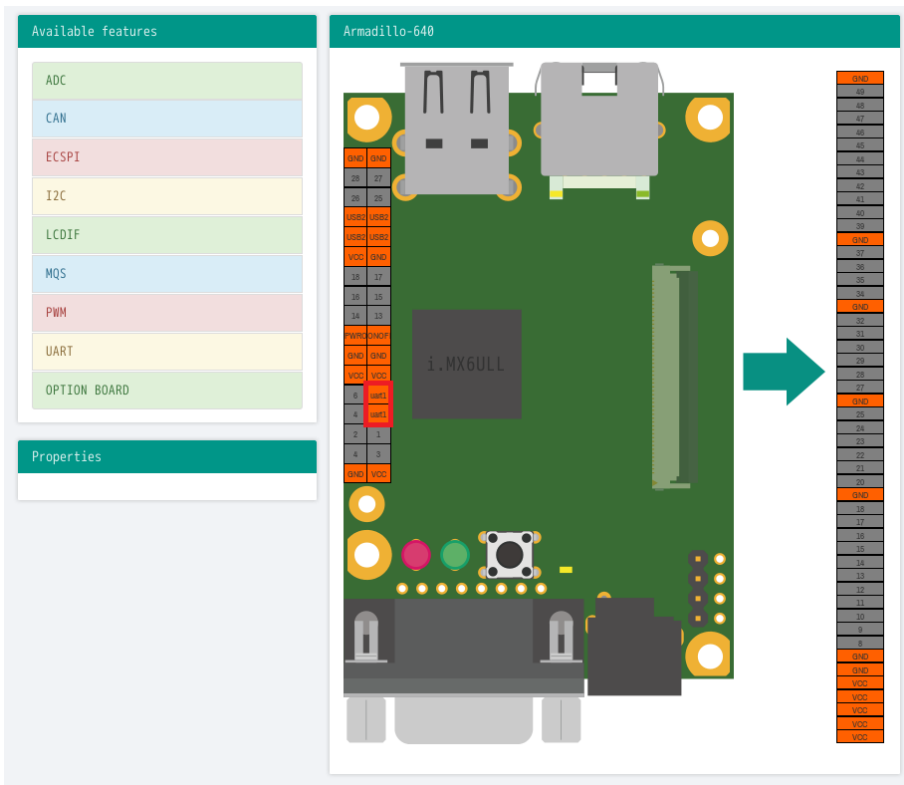 Available features
ADC
CAN
ECSPI
I2C
LCDIF
MQS
PWM
UART
OPTION BOARD
Properties
Armadillo-640
GND GND
28 27
26 25
USB2 USB2
USB2 USB2
VCC GND
18 17
16 15
14 13
PWRO ONOF
GND GND
VCC VCC
6 uat1
4 uat1
2 1
4 3
GND VCC
i.MX6ULL
GND
49
48
47
46
45
44
43
42
41
40
39
GND
37
36
35
34
GND
32
31
30
29
28
27
GND
25
24
23
22
21
20
GND
18
17
16
15
14
13
12
11
10
9
8
GND
GND
VCC
VCC
VCC
VCC
VCC